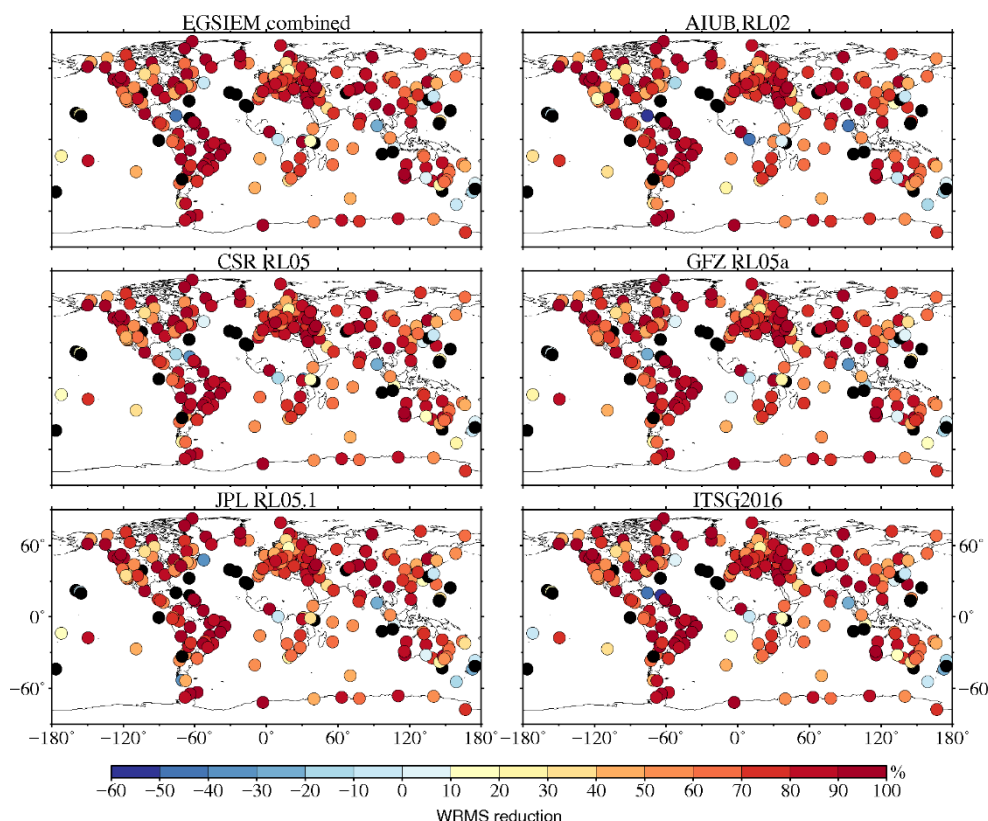 EGSIEM combined AIUB RL02
CSR RL05 GFZ RL05a
JPL RL05.1 ITSG2016
60° 60°
0° 0°
−60° −60
−180° −120° −60° 0° 60° 120° −180° −120° −60° 0° 60° 120° 180°
−60 −50 −40 −30 −20 −10 0 10 20 30 40 50 60 70 80 90 100 %
WRMS reduction